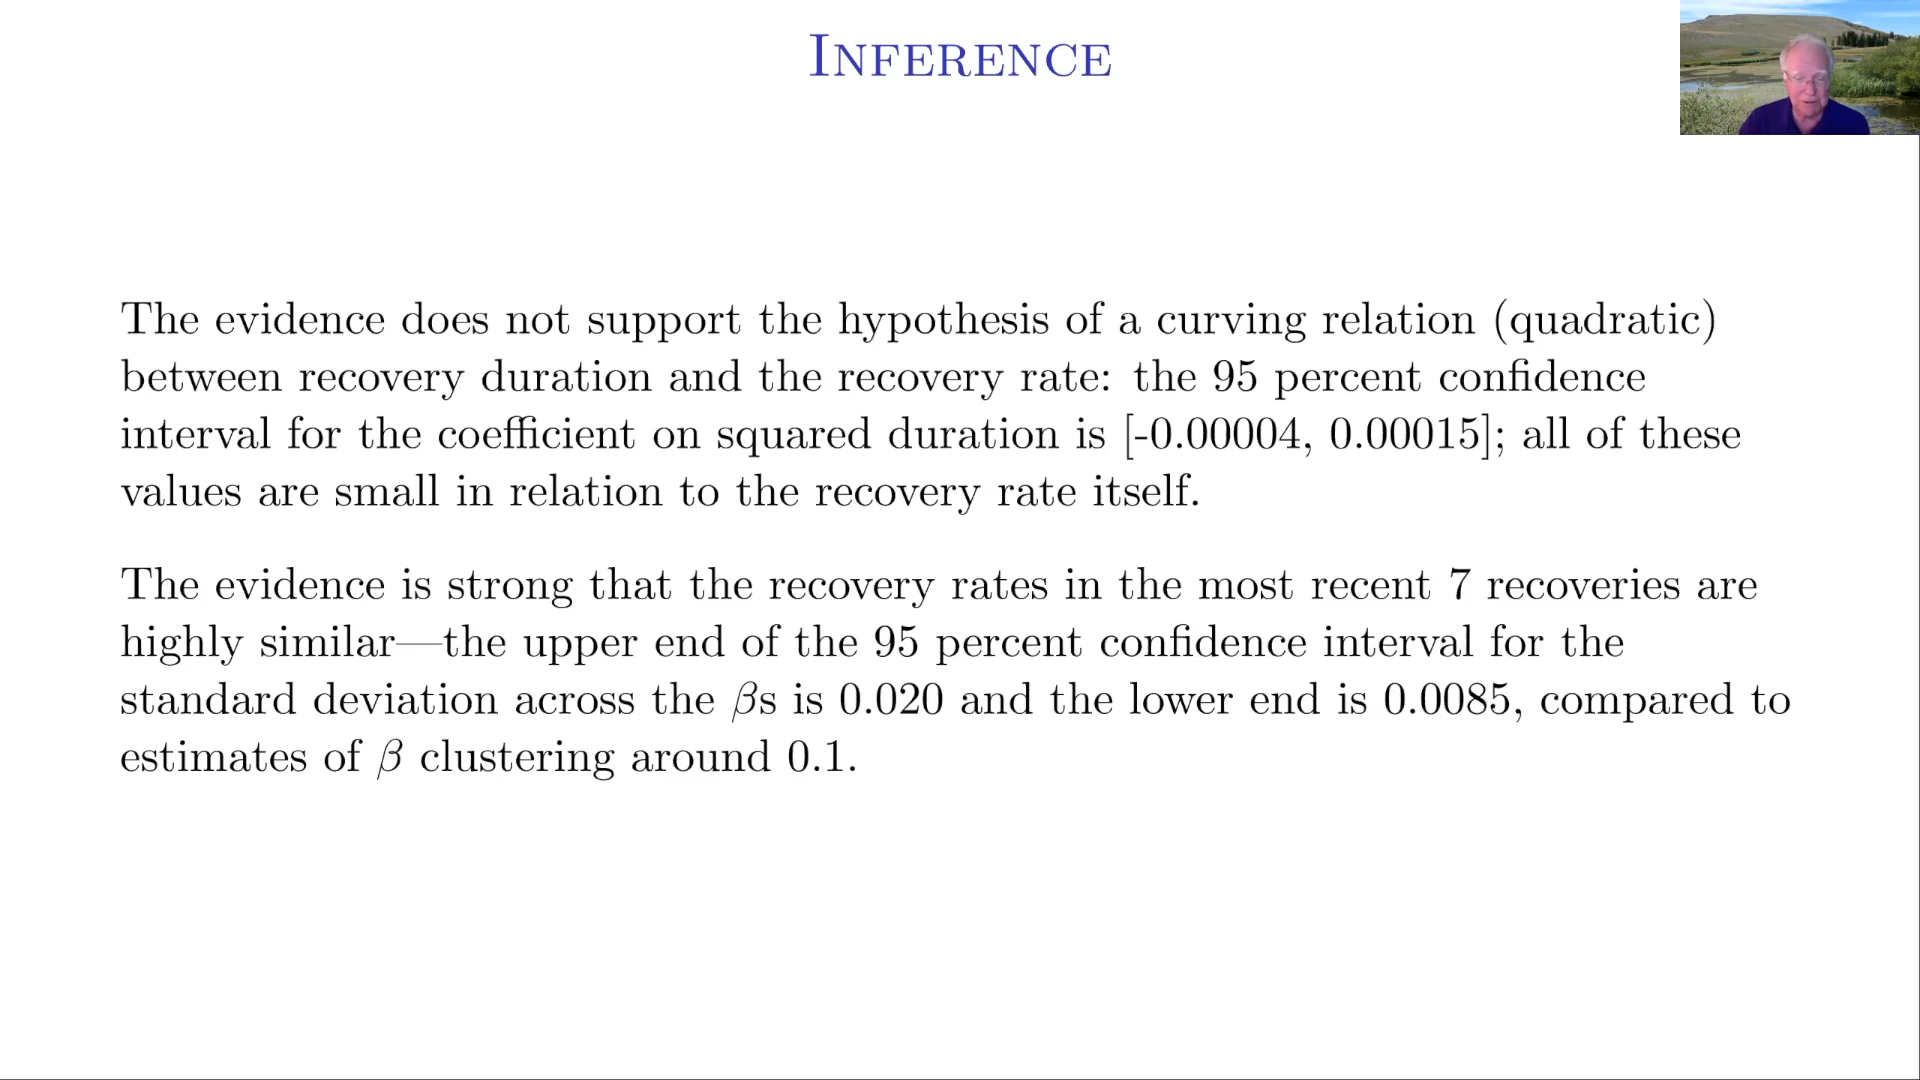 INFERENCE
The evidence does not support the hypothesis of a curving relation (quadratic)
between recovery duration and the recovery rate: the 95 percent confidence
interval for the coefficient on squared duration is [-0.00004, 0.00015]; all of these
values are small in relation to the recovery rate itself.
The evidence is strong that the recovery rates in the most recent 7 recoveries are
highly similar—the upper end of the 95 percent confidence interval for the
standard deviation across the βs is 0.020 and the lower end is 0.0085, compared to
estimates of β clustering around 0.1.